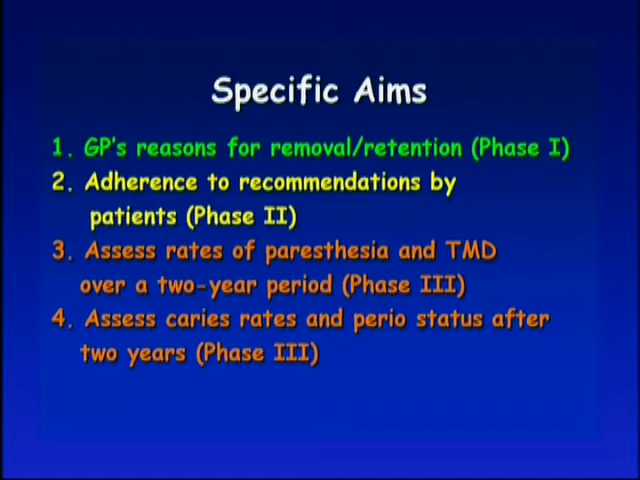 Specific Aims
1. GP's reasons for removal/retention (Phase I)
2. Adherence to recommendations by
patients (Phase II)
3. Assess rates of paresthesia and TMD
over a two-year period (Phase III)
4. Assess caries rates and perio status after
two years (Phase III)